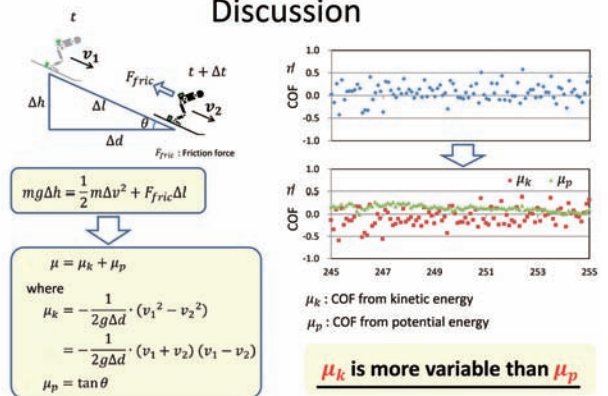 Discussion
t
v₁
F_fric
t + Δt
Δh
Δl
v₂
θ
Δd
F_fric : Friction force
mgΔh = 1/2 mΔv² + F_fricΔl
μ = μₖ + μₚ
where
μₖ = − 1/(2gΔd) · (v₁² − v₂²)
= − 1/(2gΔd) · (v₁ + v₂) (v₁ − v₂)
μₚ = tan θ
1.0
0.5
0.0
-0.5
-1.0
COF
μₖ μₚ
1.0
0.5
0.0
-0.5
-1.0
COF
245 247 249 251 253 255
μₖ : COF from kinetic energy
μₚ : COF from potential energy
μₖ is more variable than μₚ